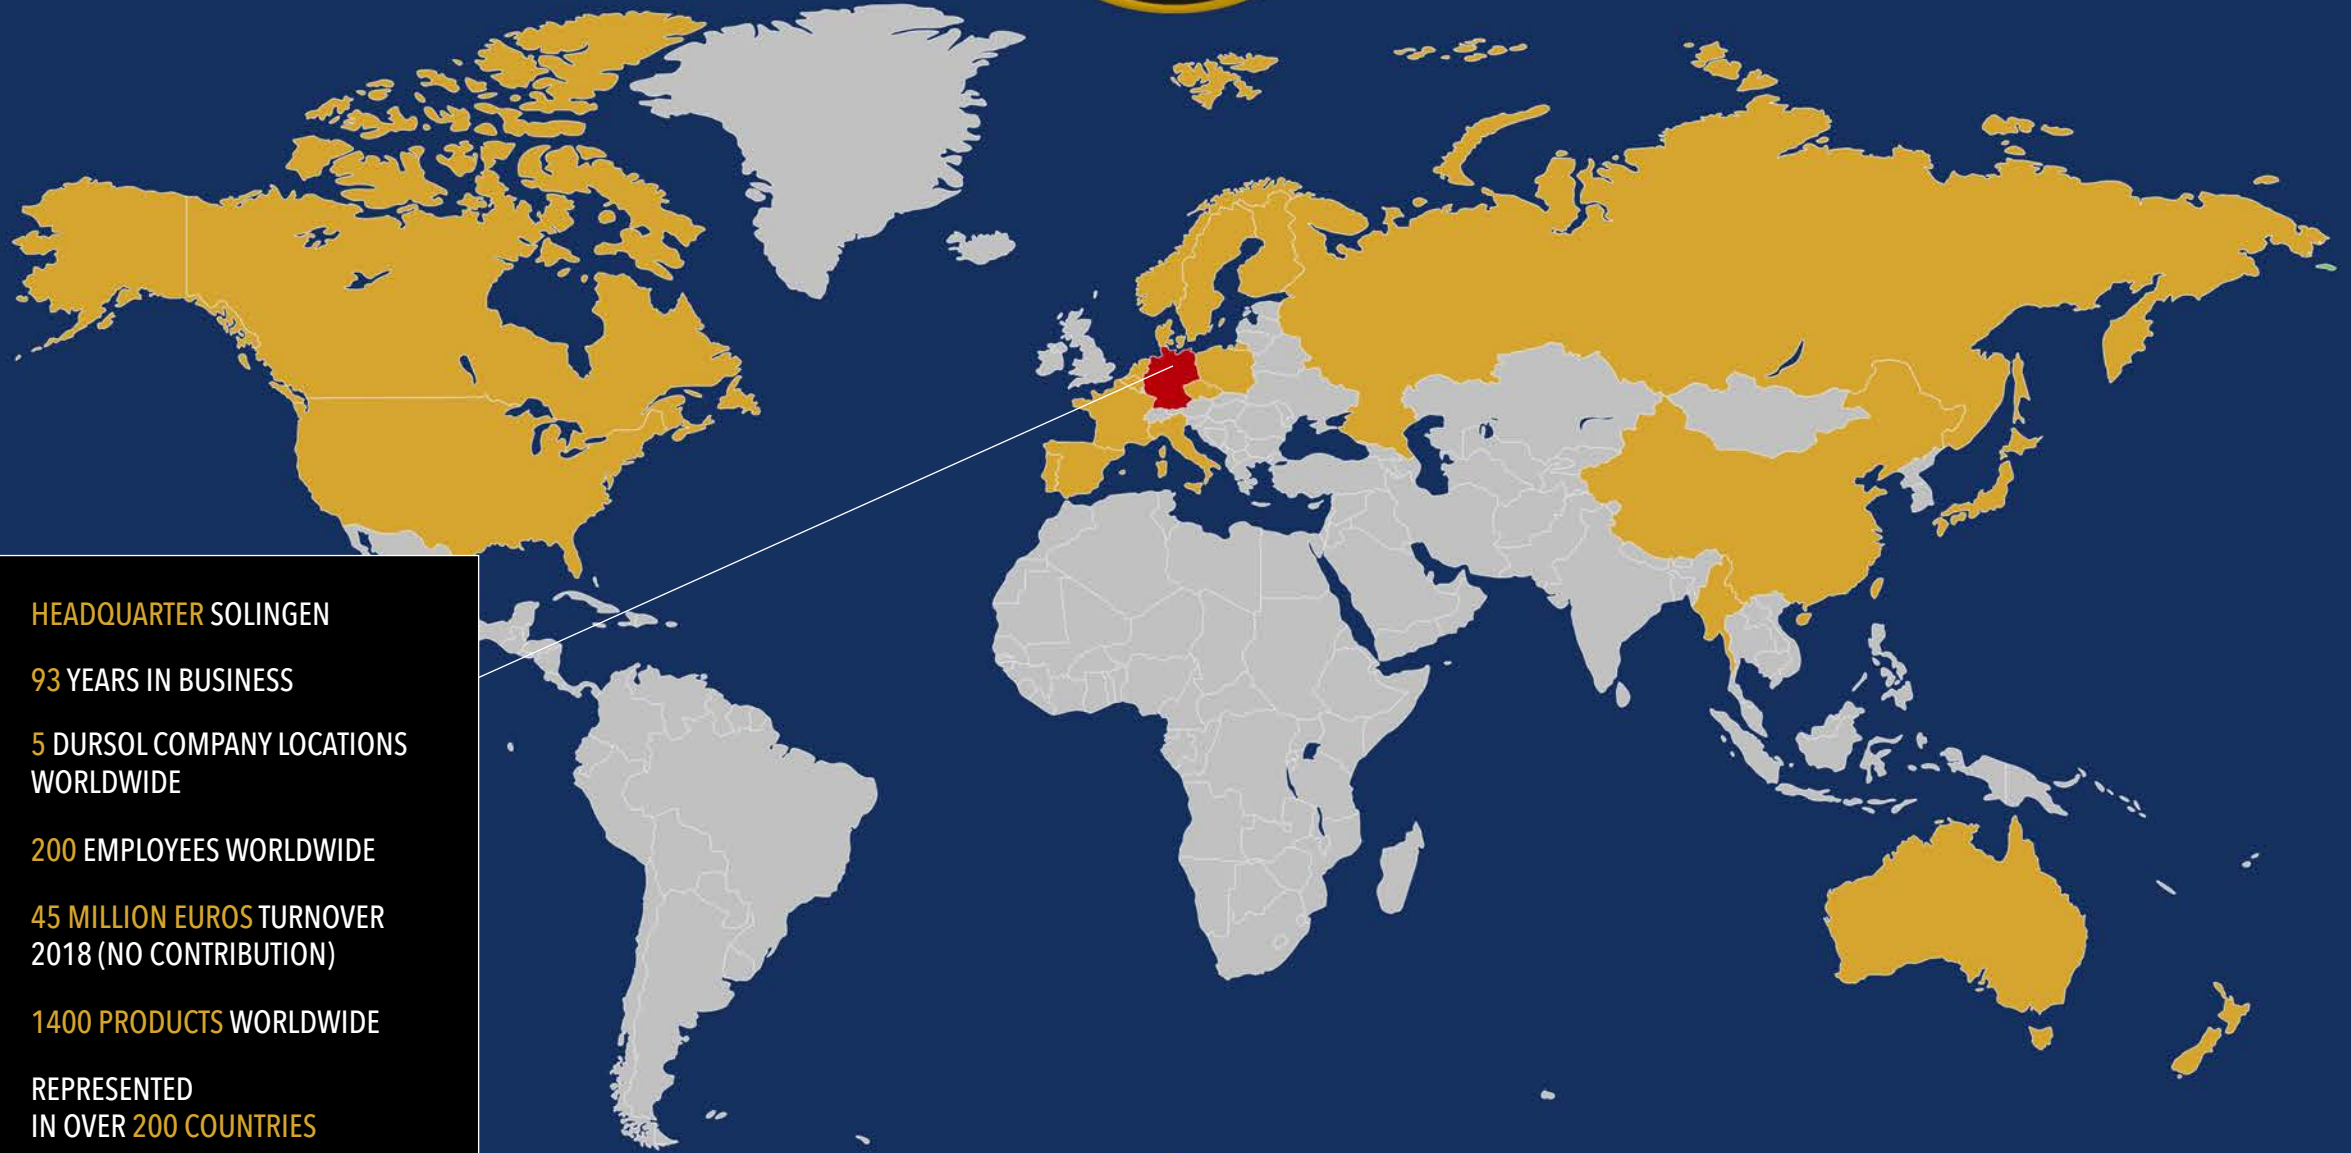 HEADQUARTER SOLINGEN
93 YEARS IN BUSINESS
5 DURSOL COMPANY LOCATIONS
WORLDWIDE
200 EMPLOYEES WORLDWIDE
45 MILLION EUROS TURNOVER
2018 (NO CONTRIBUTION)
1400 PRODUCTS WORLDWIDE
REPRESENTED
IN OVER 200 COUNTRIES